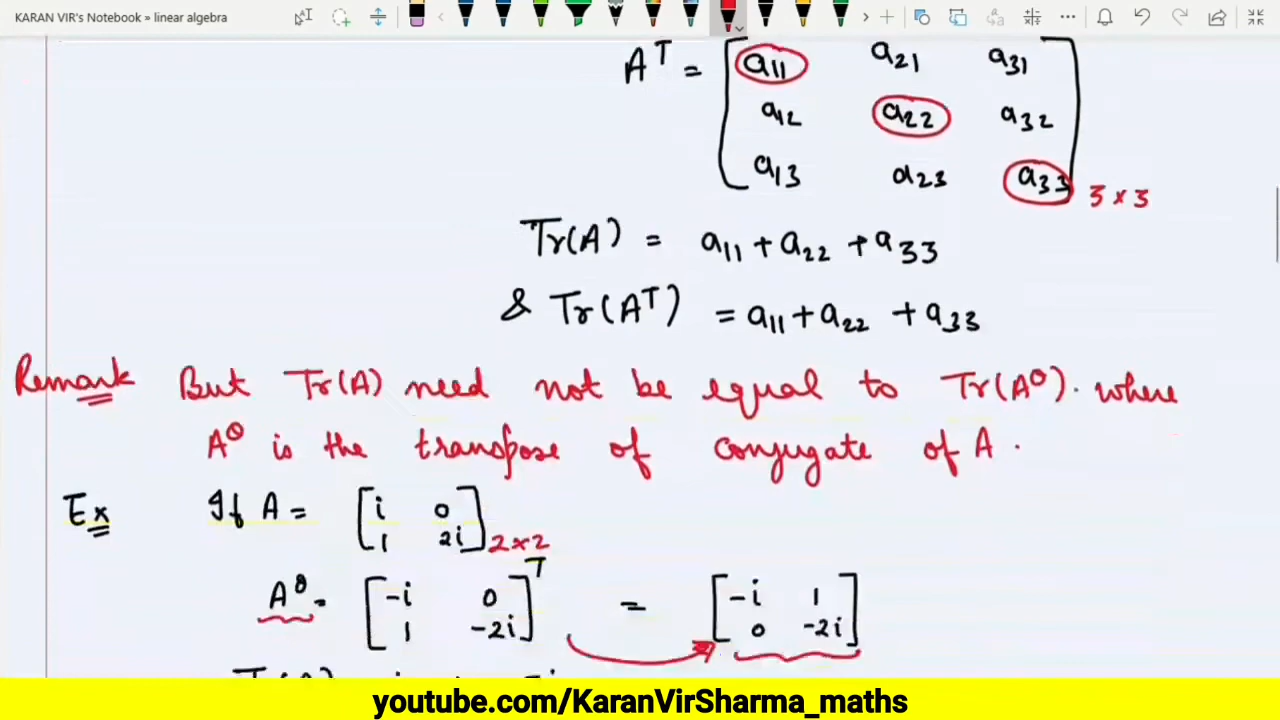 KARAN VIR's Notebook » linear algebra
A^T = [a11 a21 a31
a12 a22 a32
a13 a23 a33] 3 × 3
Tr(A) = a11 + a22 + a33
& Tr(A^T) = a11 + a22 + a33
Remark But Tr(A) need not be equal to Tr(A^θ). where
A^θ is the transpose of conjugate of A.
Ex If A = [i 0
1 2i] 2×2
A^θ = [-i 0
1 -2i]^T = [-i 1
0 -2i]
youtube.com/KaranVirSharma_maths